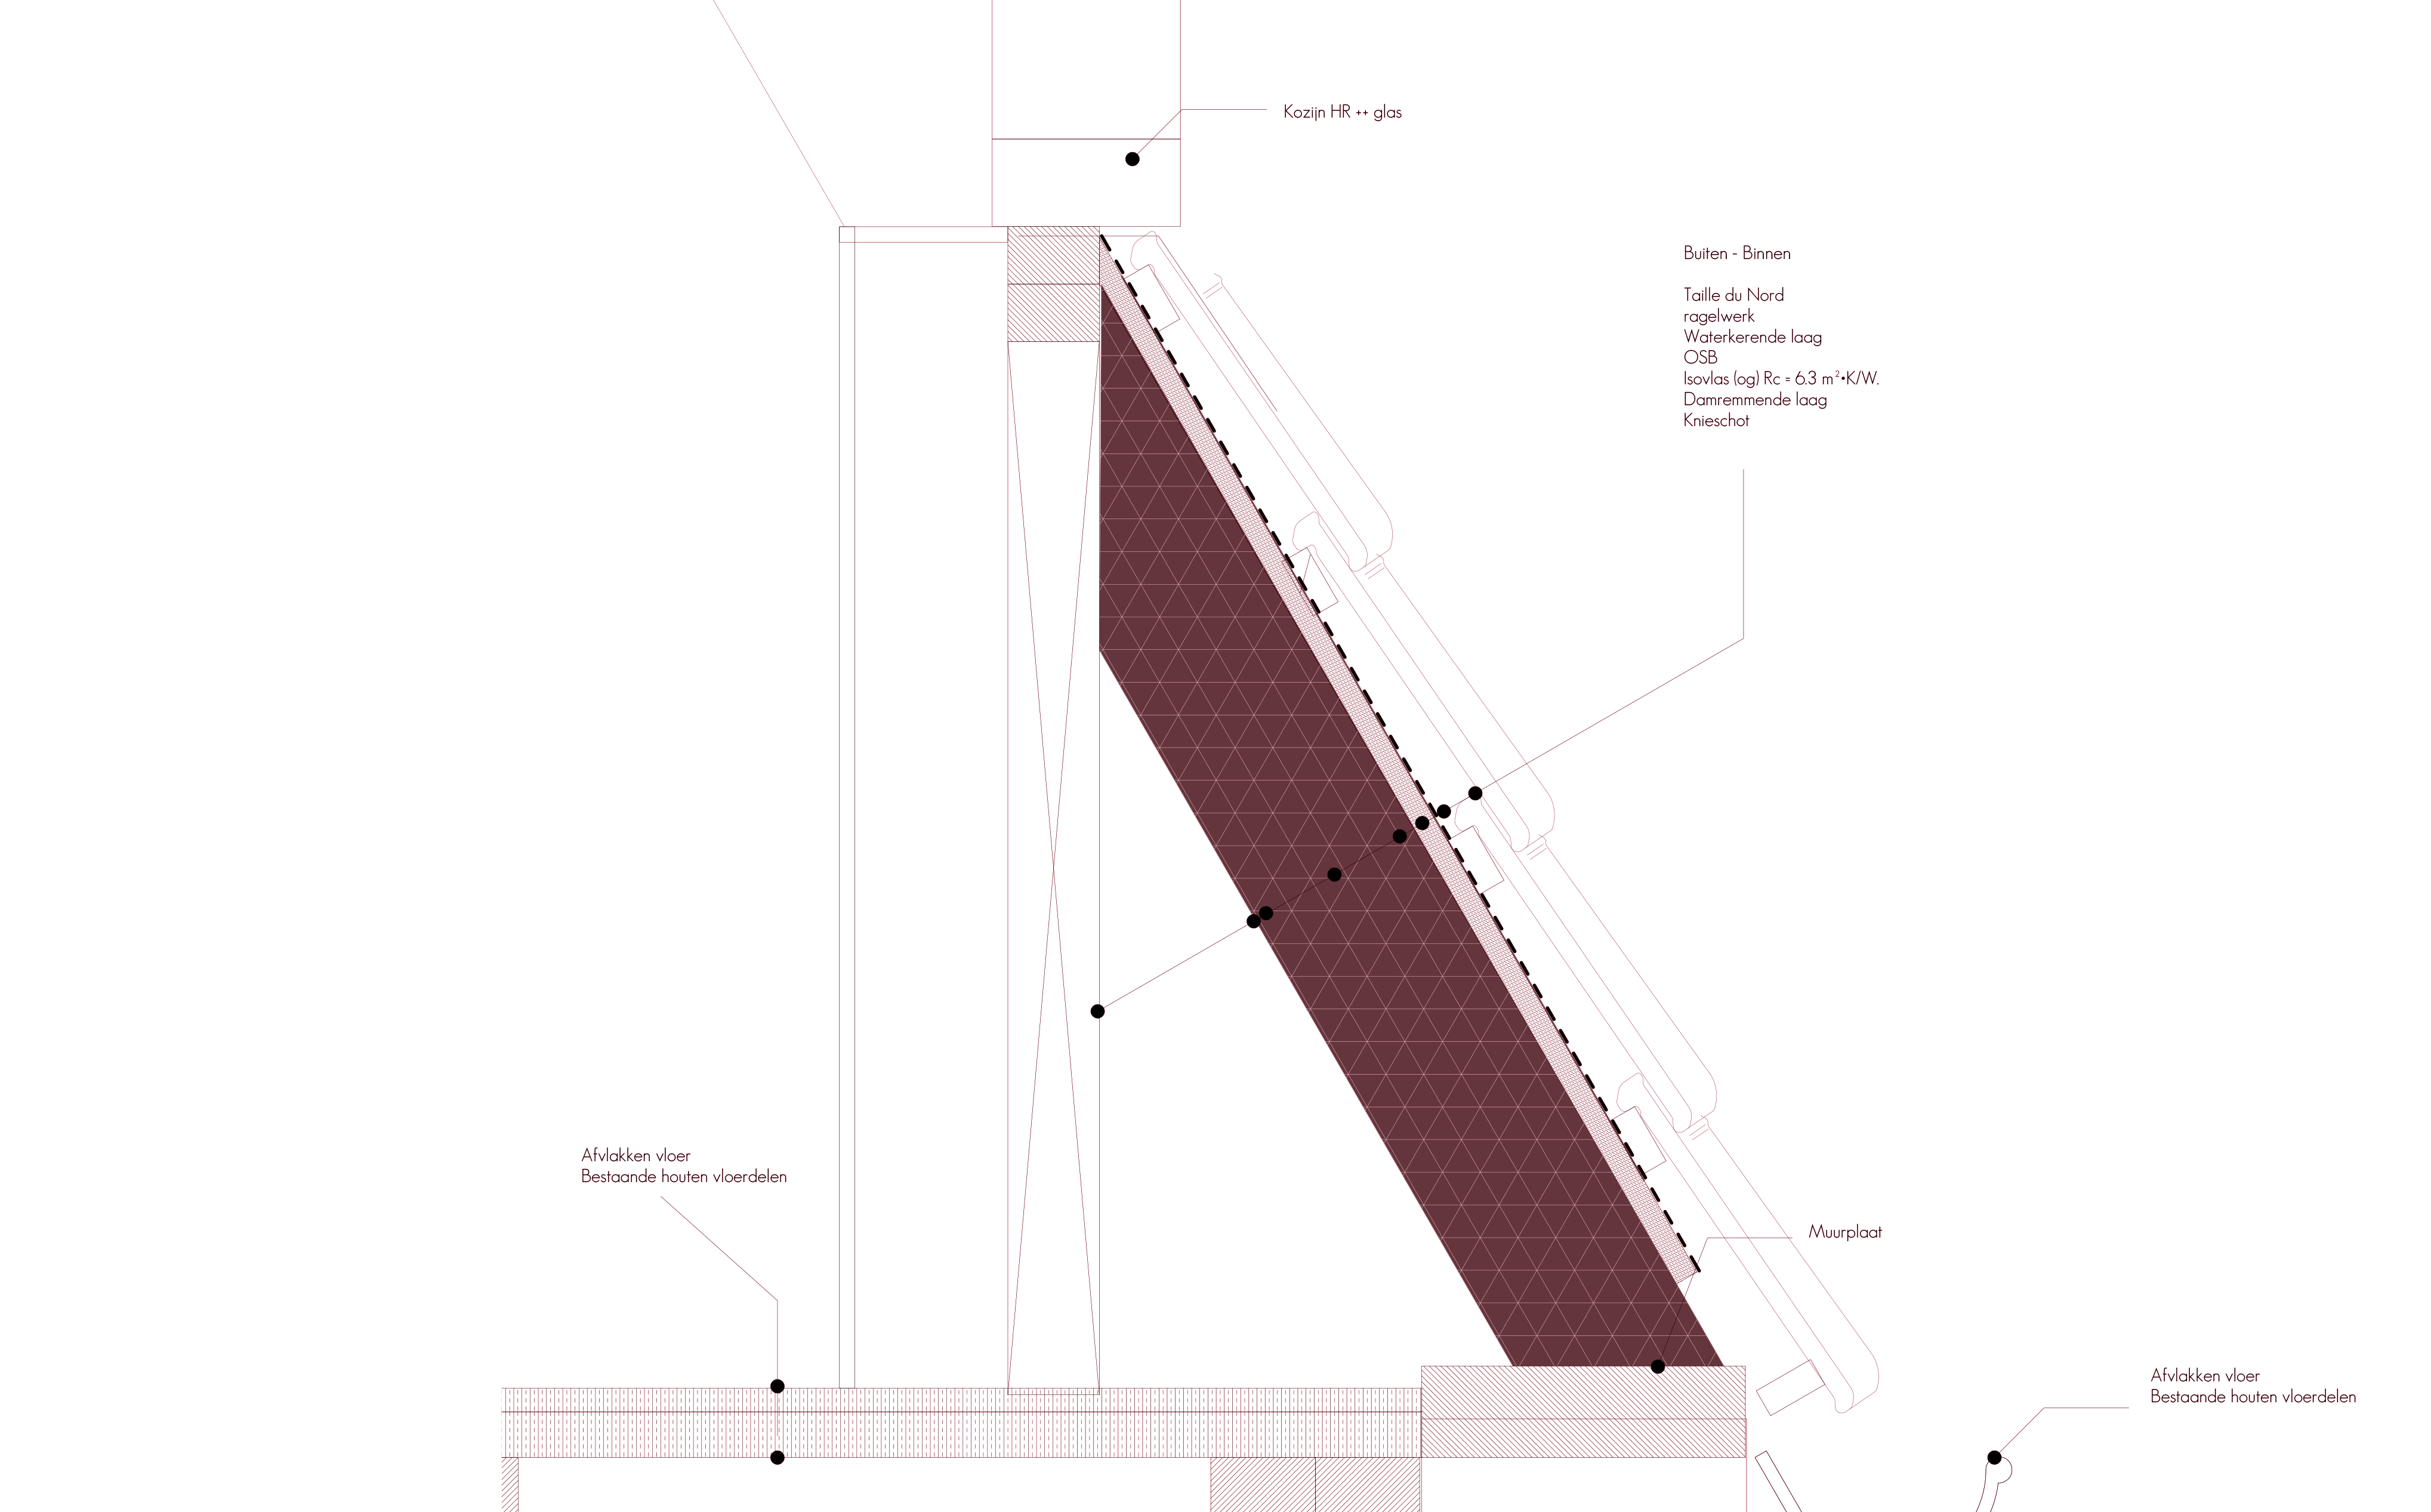 Kozijn HR ++ glas
Buiten - Binnen
Taille du Nord
ragelwerk
Waterkerende laag
OSB
Isovlas (og) Rc = 6.3 m²•K/W.
Damremmende laag
Knieschot
Afvlakken vloer
Bestaande houten vloerdelen
Muurplaat
Afvlakken vloer
Bestaande houten vloerdelen